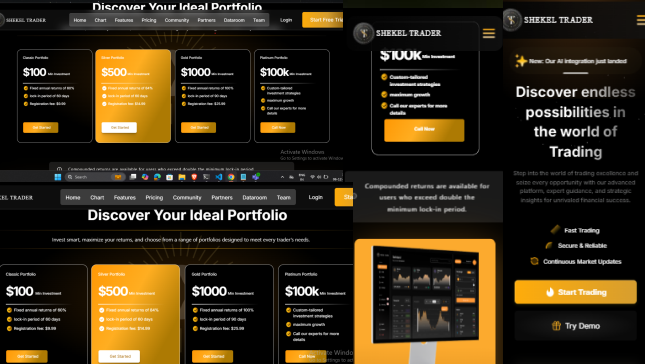 Discover Your Ideal Portfolio
SHEKEL TRADER
Home Chart Features Pricing Community Partners Dataroom Team
Login
Start Free Tria
Classic Portfolio
$100 Min Investment
Fixed annual returns of 60%
lock-in period of 60 days
Registration fee: $9.99
Get Started
Silver Portfolio
$500 Min Investment
Fixed annual returns of 84%
lock-in period of 60 days
Registration fee: $14.99
Get Started
Gold Portfolio
$1000 Min Investment
Fixed annual returns of 100%
lock-in period of 90 days
Registration fee: $25.99
Get Started
Platinum Portfolio
$100k Min Investment
Custom-tailored
investment strategies
maximum growth
Call our experts for more
details
Call Now
Activate Windows
Go to Settings to activate Windows
Compounded returns are available for users who exceed double the minimum lock-in period.
Search
KEL TRADER
Home Chart Features Pricing Community Partners Dataroom Team
Login
Discover Your Ideal Portfolio
Invest smart, maximize your returns, and choose from a range of portfolios designed to meet every trader's needs.
Classic Portfolio
$100 Min Investment
Fixed annual returns of 60%
lock-in period of 60 days
Registration fee: $9.99
Get Started
Silver Portfolio
$500 Min Investment
Fixed annual returns of 84%
lock-in period of 60 days
Registration fee: $14.99
Get Started
Gold Portfolio
$1000 Min Investment
Fixed annual returns of 100%
lock-in period of 90 days
Registration fee: $25.99
Get Started
Platinum Portfolio
$100k Min Investment
Custom-tailored
investment strategies
maximum growth
Call our experts for more
details
SHEKEL TRADER
$100k Min Investment
Custom-tailored
investment strategies
maximum growth
Call our experts for more
details
Call Now
Compounded returns are available for
users who exceed double the
minimum lock-in period.
SHEKEL TRADER
New: Our AI integration just landed
Discover endless
possibilities in
the world of
Trading
Step into the world of trading excellence and
seize every opportunity with our advanced
platform, expert guidance, and strategic
insights for unrivaled financial success.
Fast Trading
Secure & Reliable
Continuous Market Updates
Start Trading
Try Demo